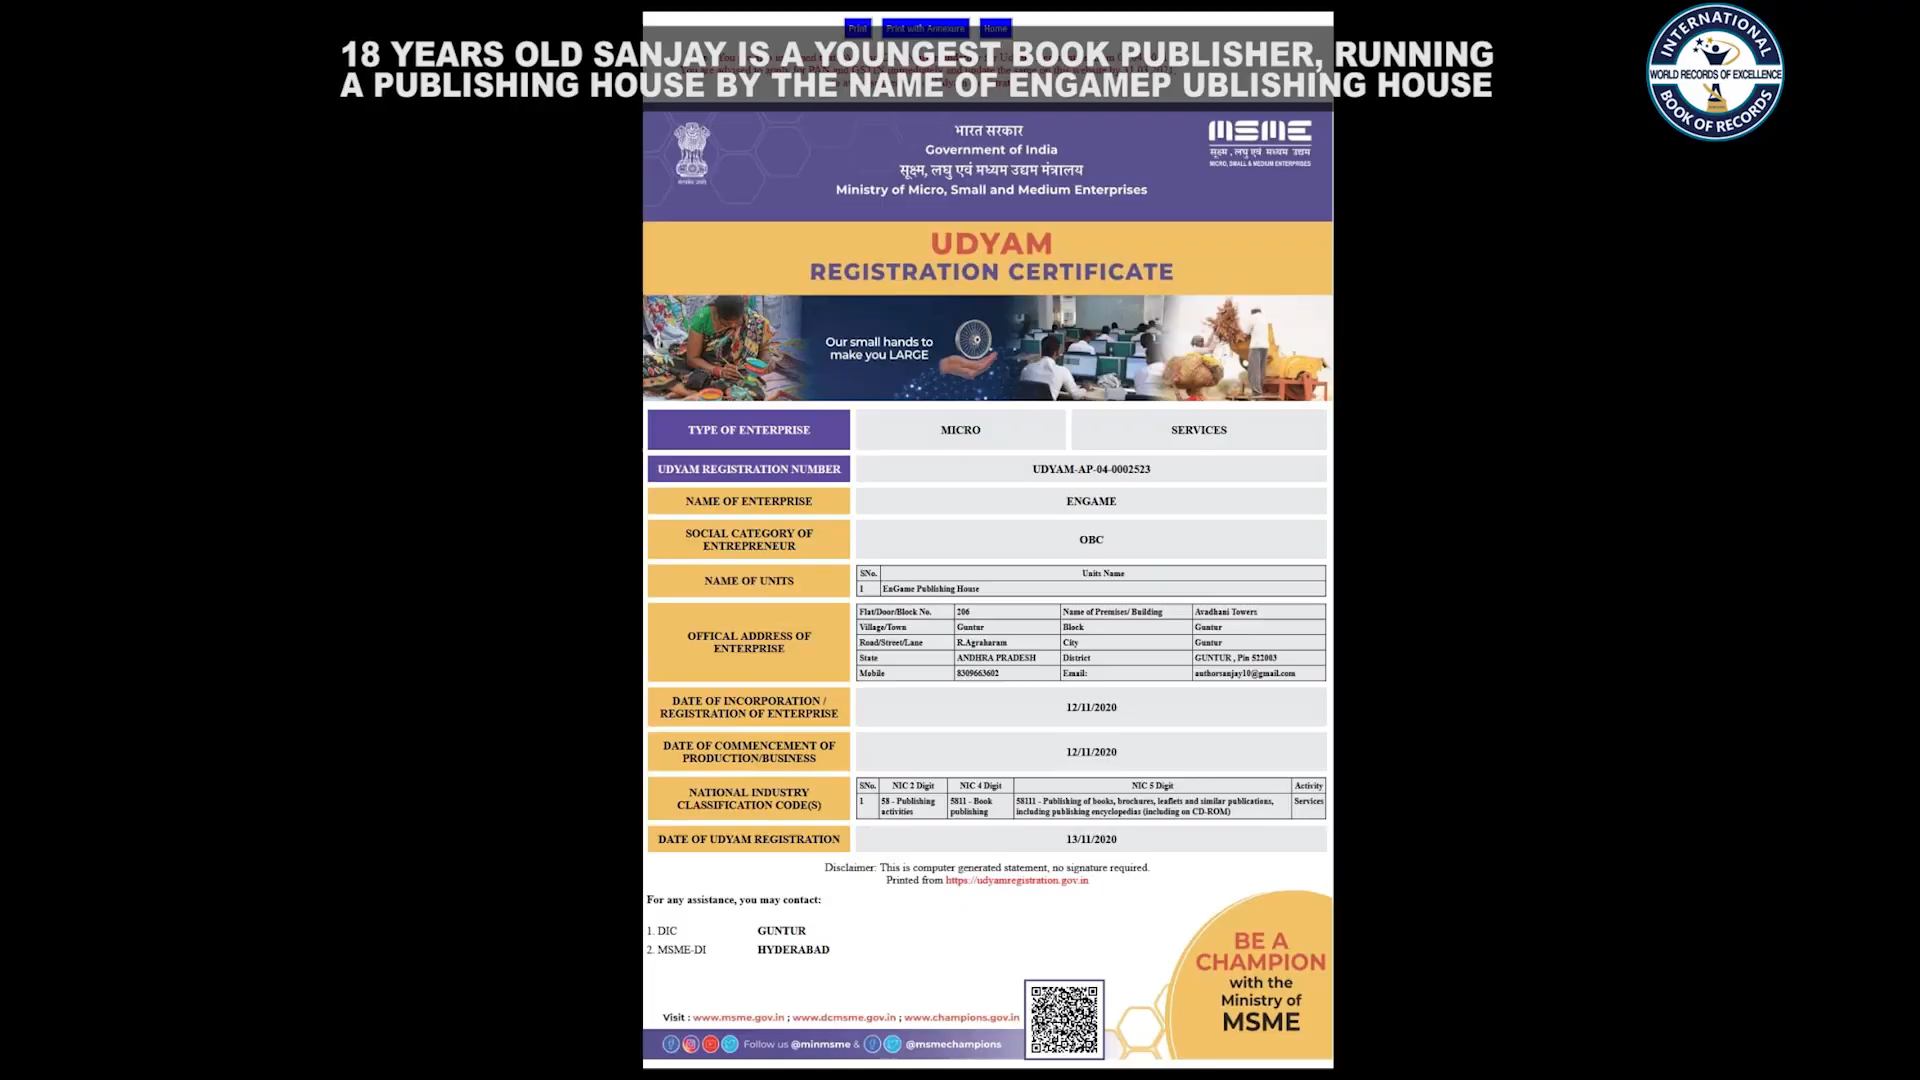 Print Print with Annexure Home
18 YEARS OLD SANJAY IS A YOUNGEST BOOK PUBLISHER, RUNNING
A PUBLISHING HOUSE BY THE NAME OF ENGAMEP UBLISHING HOUSE
INTERNATIONAL
WORLD RECORDS OF EXCELLENCE
BOOK OF RECORDS
भारत सरकार
Government of India
सूक्ष्म, लघु एवं मध्यम उद्यम मंत्रालय
Ministry of Micro, Small and Medium Enterprises
MSME
सूक्ष्म, लघु एवं मध्यम उद्यम
MICRO, SMALL & MEDIUM ENTERPRISES
UDYAM
REGISTRATION CERTIFICATE
Our small hands to
make you LARGE
TYPE OF ENTERPRISE MICRO SERVICES
UDYAM REGISTRATION NUMBER UDYAM-AP-04-0002523
NAME OF ENTERPRISE ENGAME
SOCIAL CATEGORY OF
ENTREPRENEUR OBC
NAME OF UNITS
SNo. Units Name
1 EnGame Publishing House
OFFICAL ADDRESS OF
ENTERPRISE
Flat/Door/Block No. 206 Name of Premises/ Building Avadhani Towers
Village/Town Guntur Block Guntur
Road/Street/Lane R.Agraharam City Guntur
State ANDHRA PRADESH District GUNTUR , Pin 522003
Mobile 8309663602 Email: authorsanjay10@gmail.com
DATE OF INCORPORATION /
REGISTRATION OF ENTERPRISE 12/11/2020
DATE OF COMMENCEMENT OF
PRODUCTION/BUSINESS 12/11/2020
NATIONAL INDUSTRY
CLASSIFICATION CODE(S)
SNo. NIC 2 Digit NIC 4 Digit NIC 5 Digit Activity
1 58 - Publishing 5811 - Book 58111 - Publishing of books, brochures, leaflets and similar publications, Services
activities publishing including publishing encyclopedias (including on CD-ROM)
DATE OF UDYAM REGISTRATION 13/11/2020
Disclaimer: This is computer generated statement, no signature required.
Printed from https://udyamregistration.gov.in
For any assistance, you may contact:
1. DIC GUNTUR
2. MSME-DI HYDERABAD
BE A
CHAMPION
with the
Ministry of
MSME
Visit : www.msme.gov.in ; www.dcmsme.gov.in ; www.champions.gov.in
Follow us @minmsme & @msmechampions